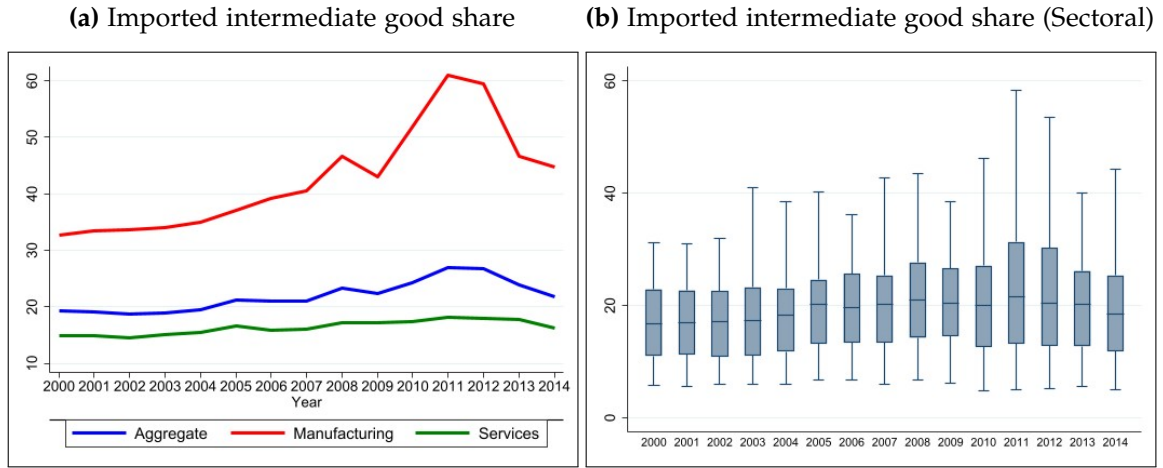 (a) Imported intermediate good share
60
50
40
30
20
10
2000 2001 2002 2003 2004 2005 2006 2007 2008 2009 2010 2011 2012 2013 2014
Year
Aggregate Manufacturing Services
(b) Imported intermediate good share (Sectoral)
60
40
20
0
2000 2001 2002 2003 2004 2005 2006 2007 2008 2009 2010 2011 2012 2013 2014